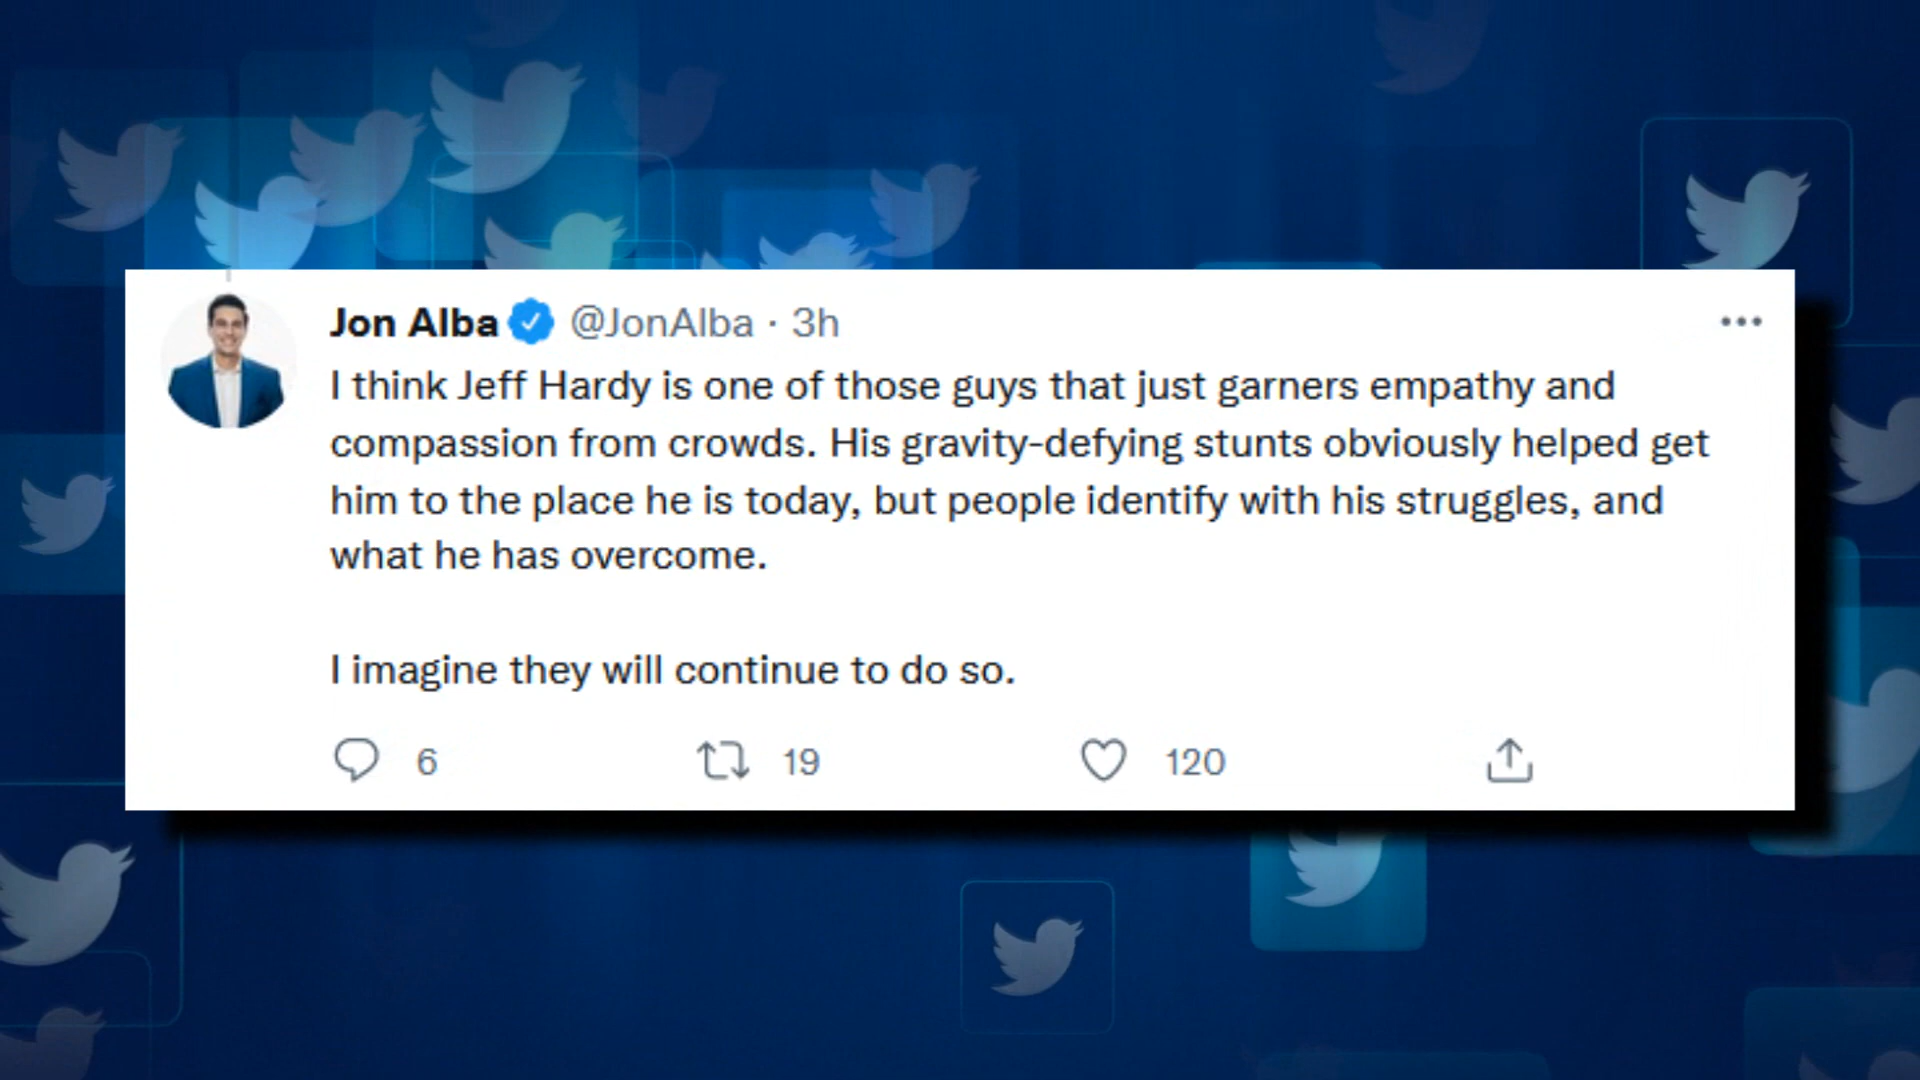 Jon Alba @JonAlba · 3h
I think Jeff Hardy is one of those guys that just garners empathy and
compassion from crowds. His gravity-defying stunts obviously helped get
him to the place he is today, but people identify with his struggles, and
what he has overcome.
I imagine they will continue to do so.
6 19 120